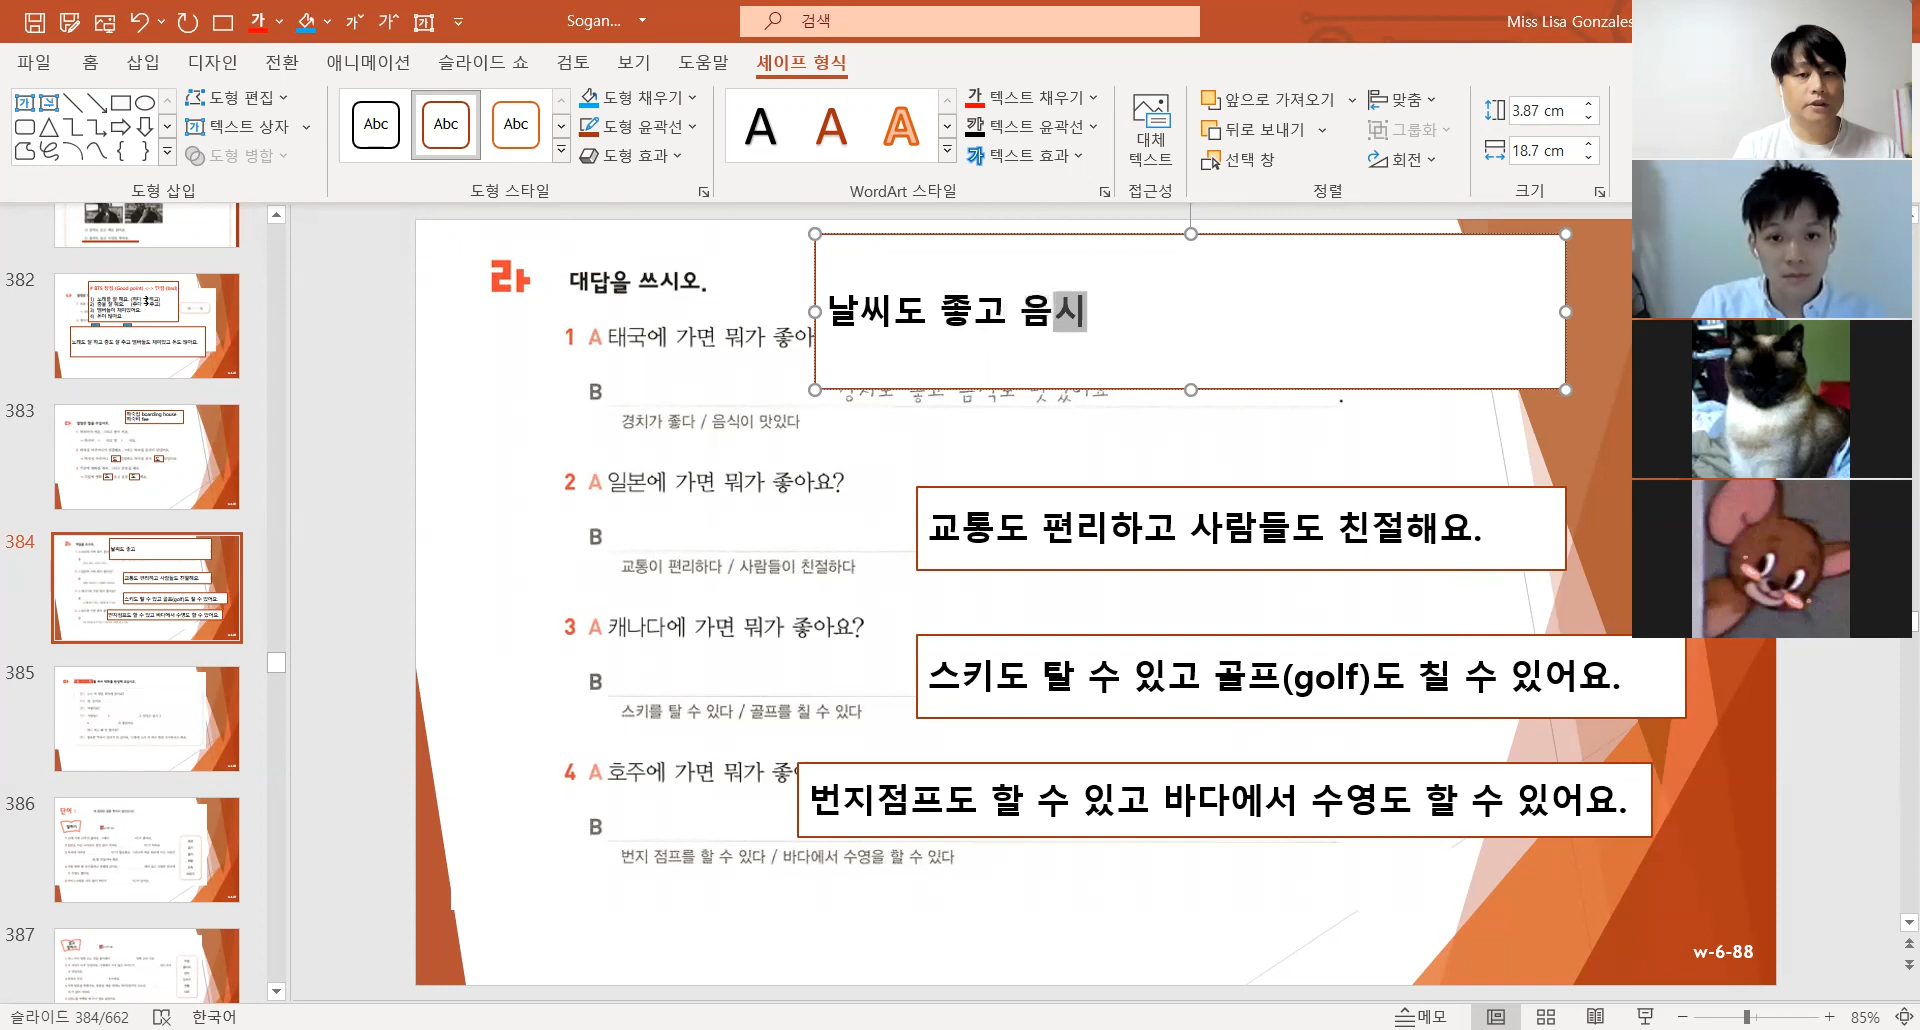 Sogan...
검색
Miss Lisa Gonzales
파일 홈 삽입 디자인 전환 애니메이션 슬라이드 쇼 검토 보기 도움말 셰이프 형식
도형 편집
텍스트 상자
도형 병합
도형 삽입
Abc Abc Abc
도형 채우기
도형 윤곽선
도형 효과
도형 스타일
A A A
텍스트 채우기
텍스트 윤곽선
텍스트 효과
WordArt 스타일
대체
텍스트
접근성
앞으로 가져오기
뒤로 보내기
선택 창
맞춤
그룹화
회전
정렬
3.87 cm
18.7 cm
크기
382
383
384
385
386
387
라 대답을 쓰시오.
날씨도 좋고 음시
1 A 태국에 가면 뭐가 좋아
B
경치가 좋다 / 음식이 맛있다
2 A 일본에 가면 뭐가 좋아요?
B 교통도 편리하고 사람들도 친절해요.
교통이 편리하다 / 사람들이 친절하다
3 A 캐나다에 가면 뭐가 좋아요?
B 스키도 탈 수 있고 골프(golf)도 칠 수 있어요.
스키를 탈 수 있다 / 골프를 칠 수 있다
4 A 호주에 가면 뭐가 좋아
B 번지점프도 할 수 있고 바다에서 수영도 할 수 있어요.
번지 점프를 할 수 있다 / 바다에서 수영을 할 수 있다
w-6-88
슬라이드 384/662 한국어
메모
85%